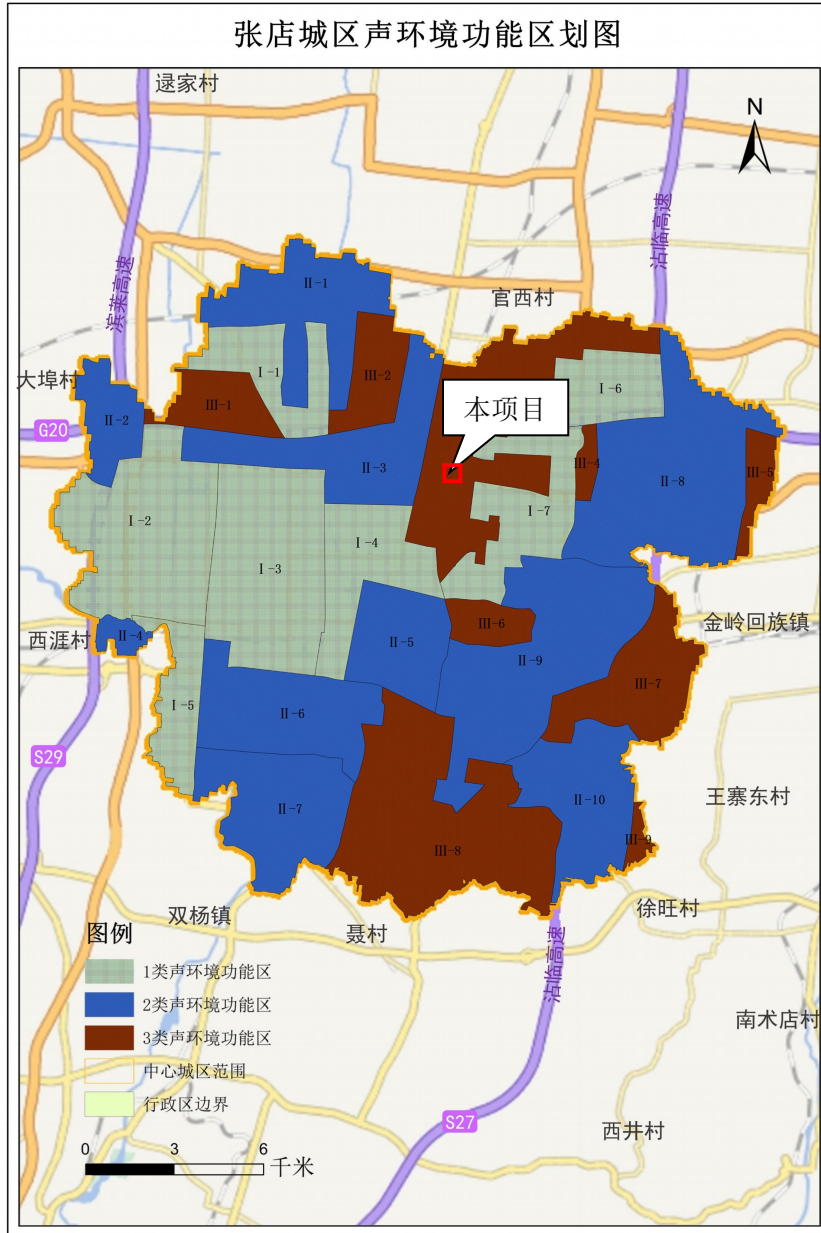 张店城区声环境功能区划图
逯家村
N
滨莱高速
沾临高速
II-1
官西村
大埠村
I-1
III-2
I-6
III-1
本项目
G20
II-2
II-3
III-4
II-8
III-5
I-2
I-4
I-7
I-3
西涯村
II-4
II-5
III-6
II-9
金岭回族镇
III-7
I-5
II-6
S29
II-7
II-10
王寨东村
III-8
III-9
双杨镇
聂村
徐旺村
沾临高速
图例
1类声环境功能区
2类声环境功能区
3类声环境功能区
中心城区范围
行政区边界
南术店村
S27
西井村
0 3 6
千米